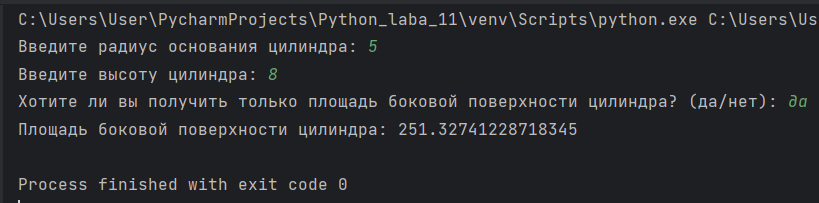 C:\Users\User\PycharmProjects\Python_laba_11\venv\Scripts\python.exe C:\Users\Us
Введите радиус основания цилиндра: 5
Введите высоту цилиндра: 8
Хотите ли вы получить только площадь боковой поверхности цилиндра? (да/нет): да
Площадь боковой поверхности цилиндра: 251.32741228718345
Process finished with exit code 0